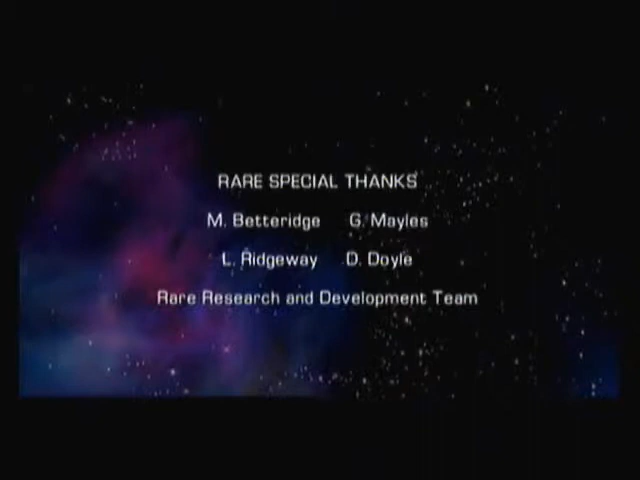 RARE SPECIAL THANKS
M. Betteridge G. Mayles
L. Ridgeway D. Doyle
Rare Research and Development Team